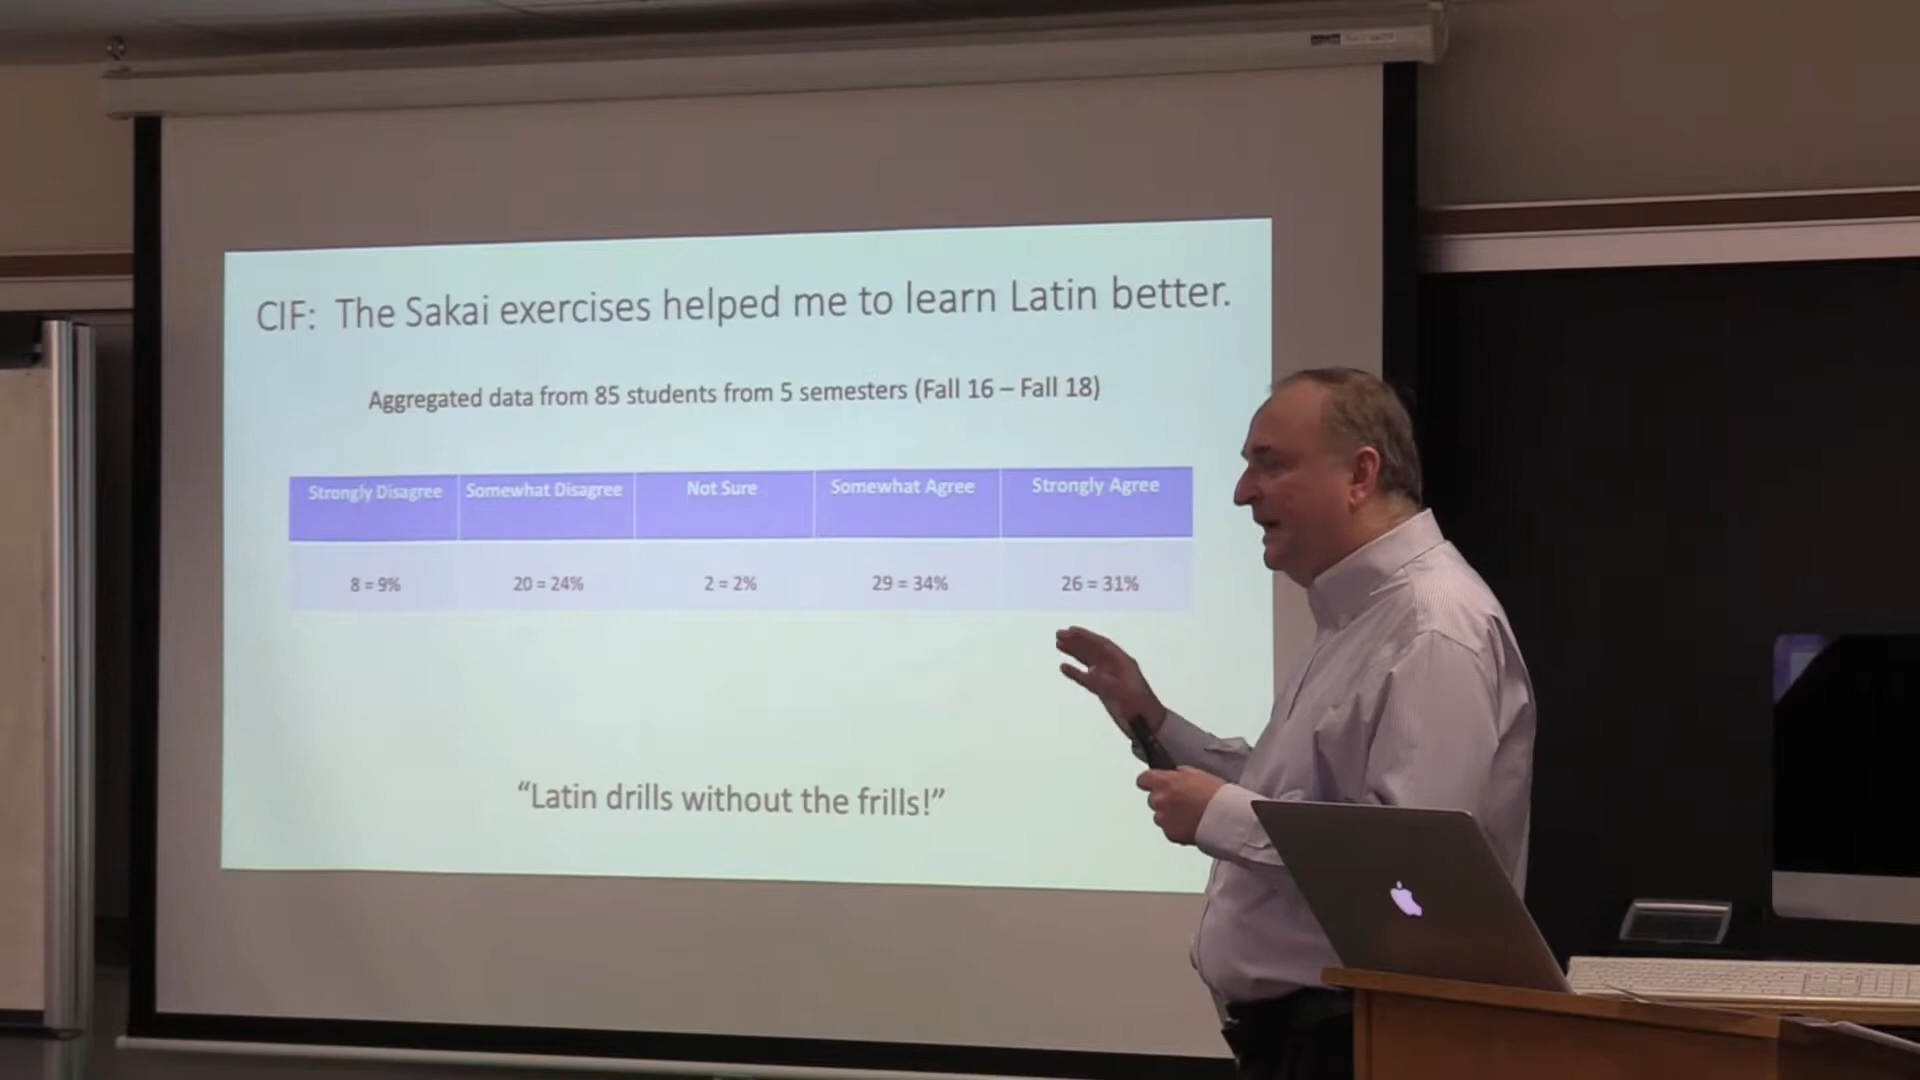 CIF: The Sakai exercises helped me to learn Latin better.
Aggregated data from 85 students from 5 semesters (Fall 16 – Fall 18)
Strongly Disagree Somewhat Disagree Not Sure Somewhat Agree Strongly Agree
8 = 9% 20 = 24% 2 = 2% 29 = 34% 26 = 31%
“Latin drills without the frills!”